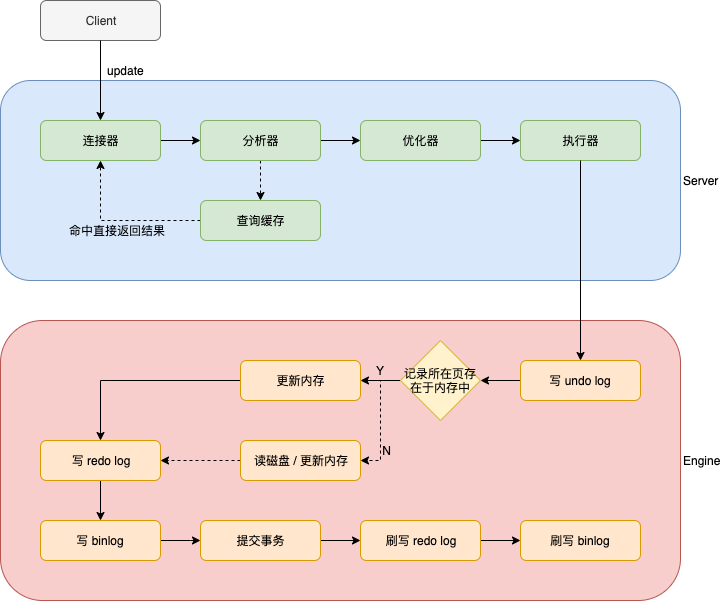 Client
update
连接器
分析器
优化器
执行器
Server
查询缓存
命中直接返回结果
更新内存
Y
记录所在页存
在于内存中
写 undo log
N
写 redo log
读磁盘 / 更新内存
Engine
写 binlog
提交事务
刷写 redo log
刷写 binlog